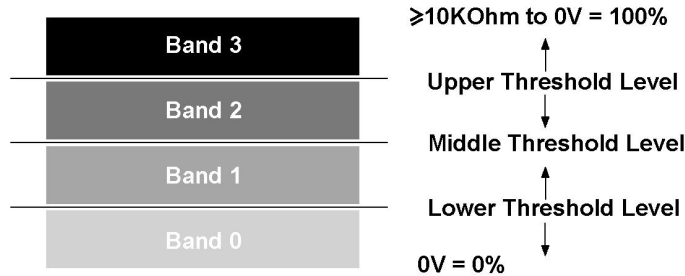 ⩾10KOhm to 0V = 100%
Band 3
Upper Threshold Level
Band 2
Middle Threshold Level
Band 1
Lower Threshold Level
Band 0
0V = 0%